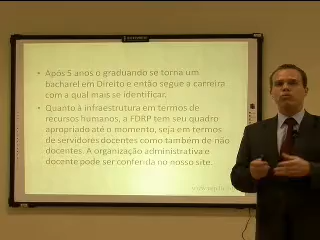 • Após 5 anos o graduando se torna um
bacharel em Direito e então segue a carreira
com a qual mais se identificar.
• Quanto à infraestrutura em termos de
recursos humanos, a FDRP tem seu quadro
apropriado até o momento, seja em termos
de servidores docentes como também de não
docentes. A organização administrativa e
docente pode ser conferida no nosso site.